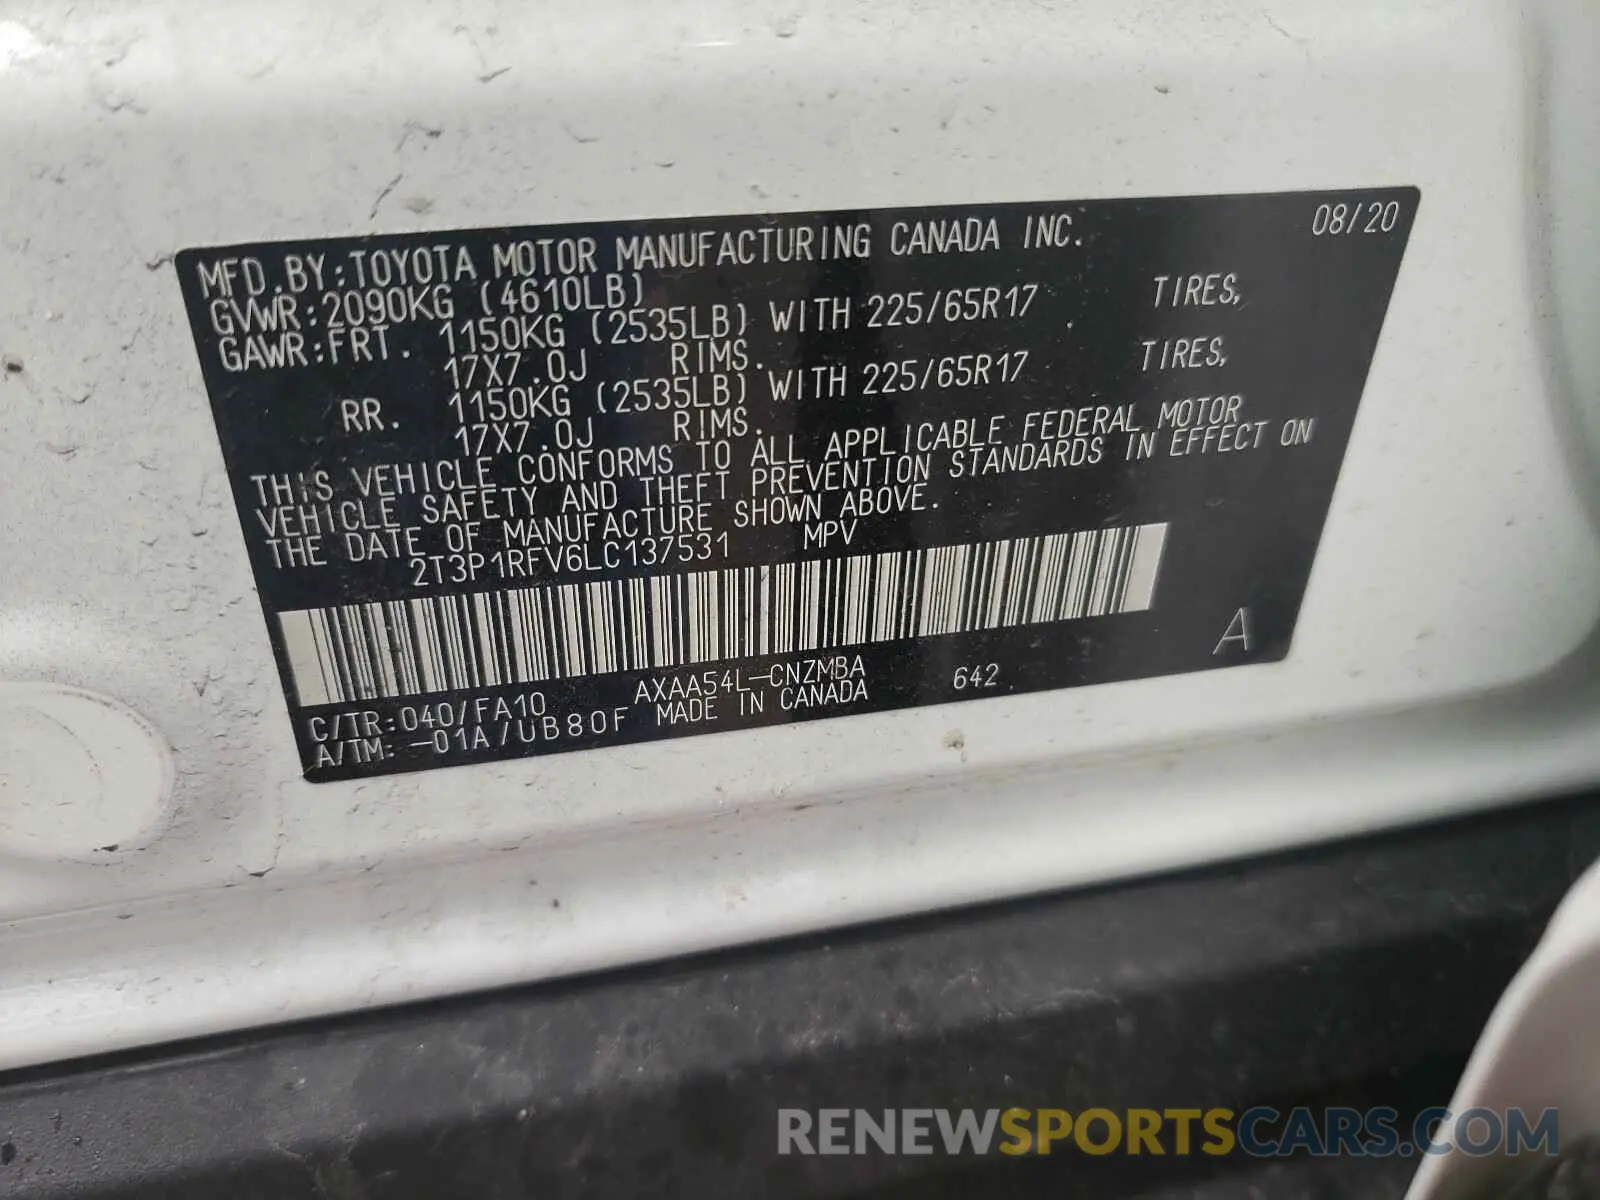 MFD.BY:TOYOTA MOTOR MANUFACTURING CANADA INC. 08/20
GVWR:2090KG (4610LB)
GAWR:FRT. 1150KG (2535LB) WITH 225/65R17 TIRES,
17X7.0J RIMS.
RR. 1150KG (2535LB) WITH 225/65R17 TIRES,
17X7.0J RIMS.
THIS VEHICLE CONFORMS TO ALL APPLICABLE FEDERAL MOTOR
VEHICLE SAFETY AND THEFT PREVENTION STANDARDS IN EFFECT ON
THE DATE OF MANUFACTURE SHOWN ABOVE.
2T3P1RFV6LC137531 MPV
A
C/TR:040/FA10 AXAA54L-CNZMBA 642
A/TM:-01A/UB80F MADE IN CANADA
RENEWSPORTSCARS.COM